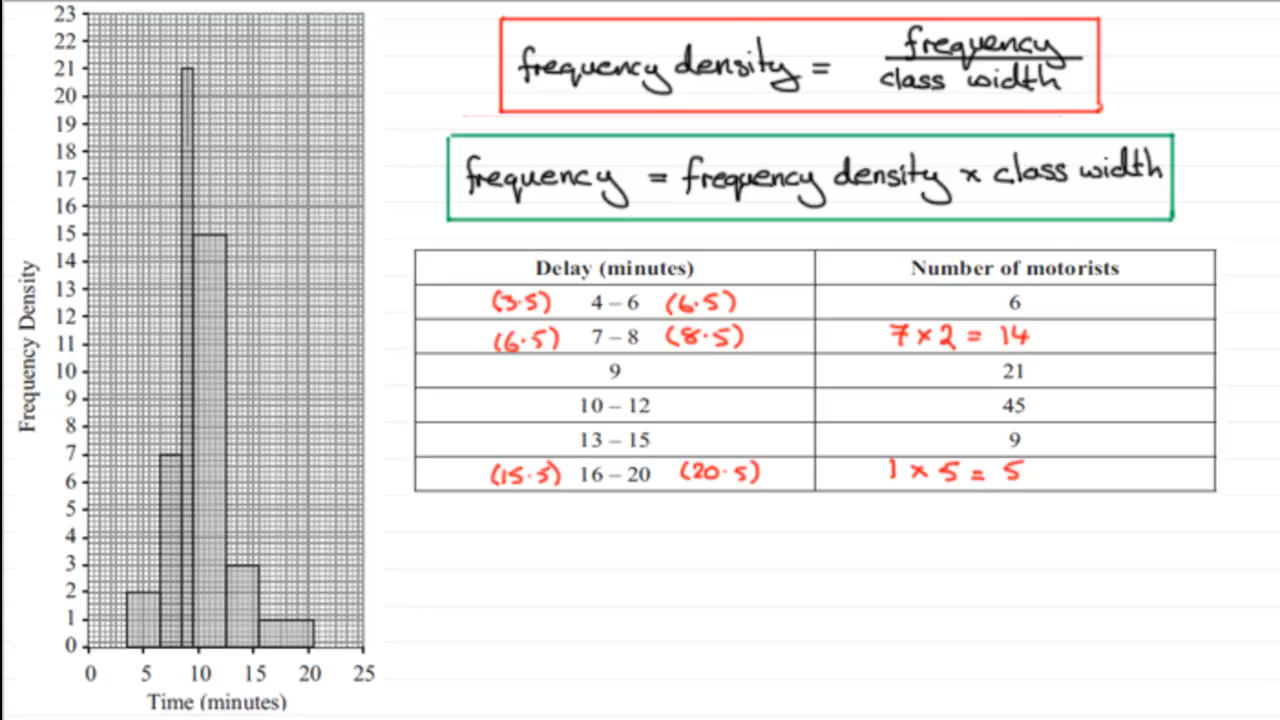 23
22
21
20
19
18
17
16
15
14
13
12
11
10
9
8
7
6
5
4
3
2
1
0
Frequency Density
0 5 10 15 20 25
Time (minutes)
frequency density = frequency / class width
frequency = frequency density × class width
Delay (minutes) Number of motorists
(3.5) 4 – 6 (6.5) 6
(6.5) 7 – 8 (8.5) 7 × 2 = 14
9 21
10 – 12 45
13 – 15 9
(15.5) 16 – 20 (20.5) 1 × 5 = 5